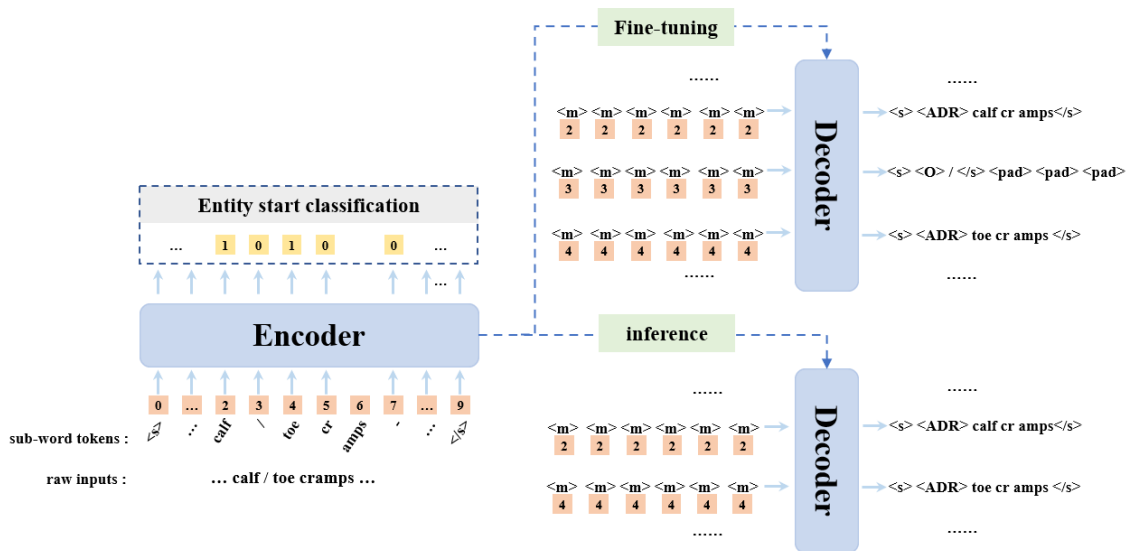 Fine-tuning
......
<m> <m> <m> <m> <m> <m>
2 2 2 2 2 2
<m> <m> <m> <m> <m> <m>
3 3 3 3 3 3
<m> <m> <m> <m> <m> <m>
4 4 4 4 4 4
......
Decoder
......
<s> <ADR> calf cr amps</s>
<s> <O> / </s> <pad> <pad> <pad>
<s> <ADR> toe cr amps </s>
......
Entity start classification
... 1 0 1 0 0 ...
...
Encoder
0 ... 2 3 4 5 6 7 ... 9
sub-word tokens : <s> ... calf / toe cr amps - ... </s>
raw inputs : ... calf / toe cramps ...
inference
......
<m> <m> <m> <m> <m> <m>
2 2 2 2 2 2
<m> <m> <m> <m> <m> <m>
4 4 4 4 4 4
......
Decoder
......
<s> <ADR> calf cr amps</s>
<s> <ADR> toe cr amps </s>
......